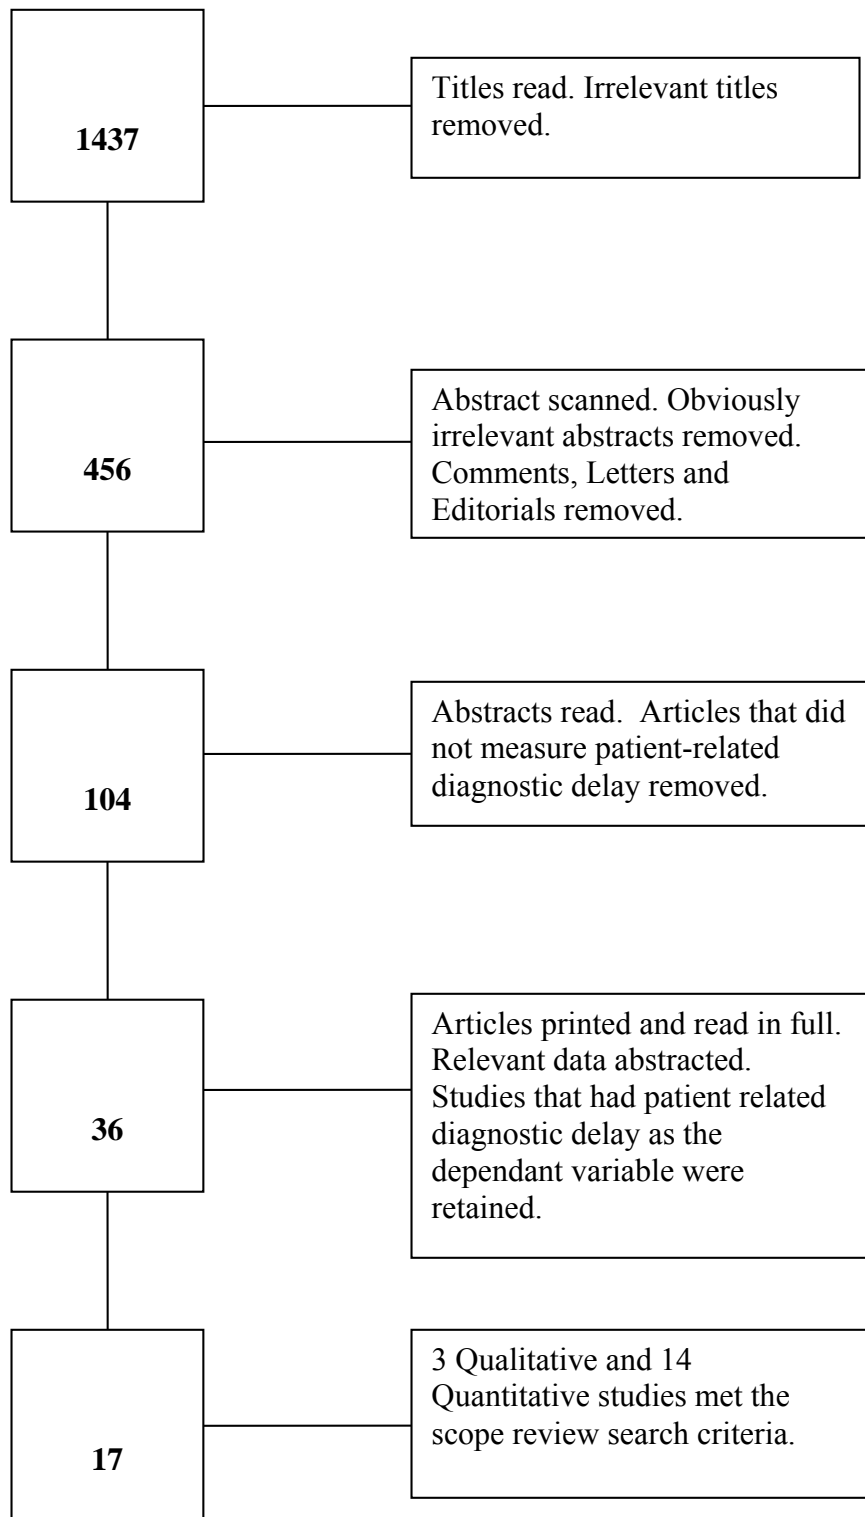 1437
Titles read. Irrelevant titles
removed.
456
Abstract scanned. Obviously
irrelevant abstracts removed.
Comments, Letters and
Editorials removed.
104
Abstracts read.  Articles that did
not measure patient-related
diagnostic delay removed.
36
Articles printed and read in full.
Relevant data abstracted.
Studies that had patient related
diagnostic delay as the
dependant variable were
retained.
17
3 Qualitative and 14
Quantitative studies met the
scope review search criteria.